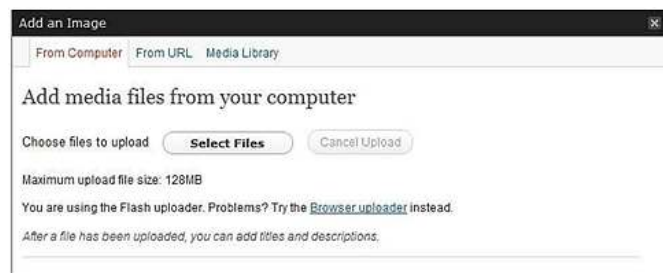 Add an Image
From Computer From URL Media Library
Add media files from your computer
Choose files to upload Select Files Cancel Upload
Maximum upload file size: 128MB
You are using the Flash uploader. Problems? Try the Browser uploader instead.
After a file has been uploaded, you can add titles and descriptions.